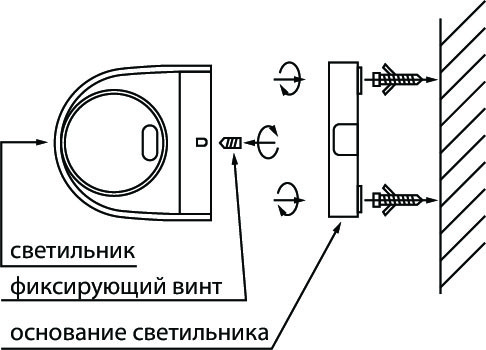 светильник
фиксирующий винт
основание светильника